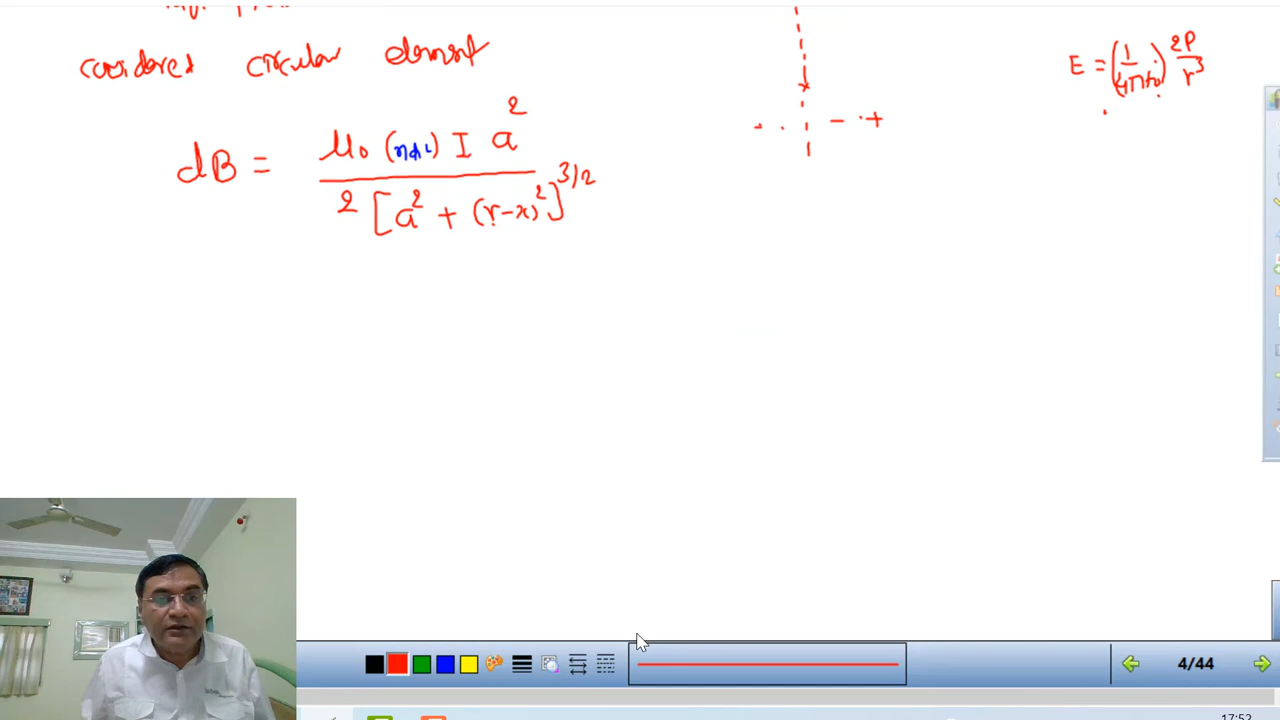 considered circular element
E = (1/4πε0) 2P/r³
dB = μ0 (ndx) I a² / 2 [a² + (r-x)²]^3/2
4/44
17:52